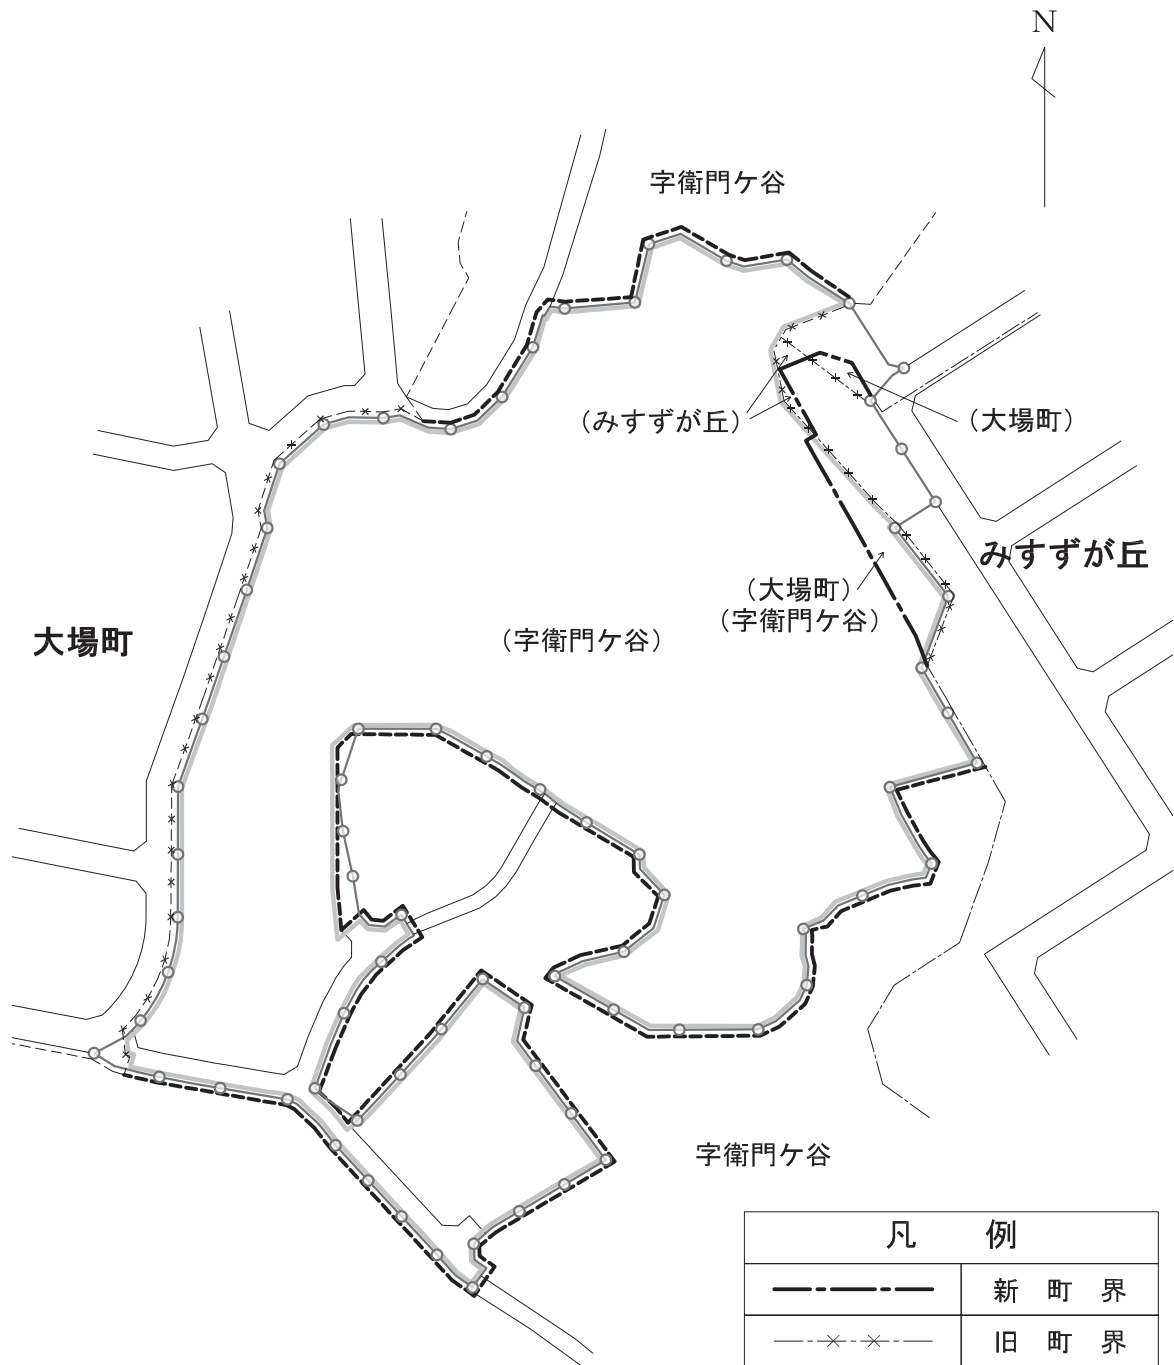 N
字衛門ケ谷
(みすずが丘)
(大場町)
みすずが丘
(大場町)
(字衛門ケ谷)
(字衛門ケ谷)
大場町
字衛門ケ谷
凡 例
新 町 界
旧 町 界